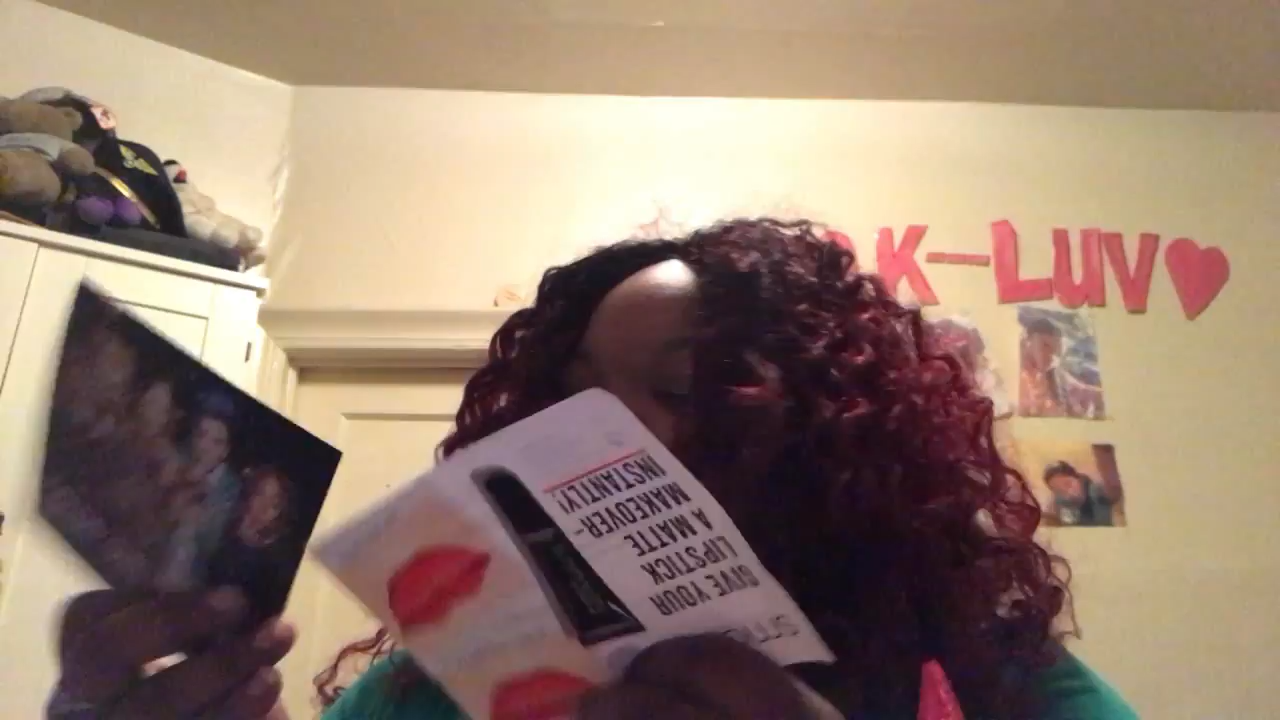 K-LUV
GIVE YOUR
LIPSTICK
A MATTE
MAKEOVER-
INSTANTLY!